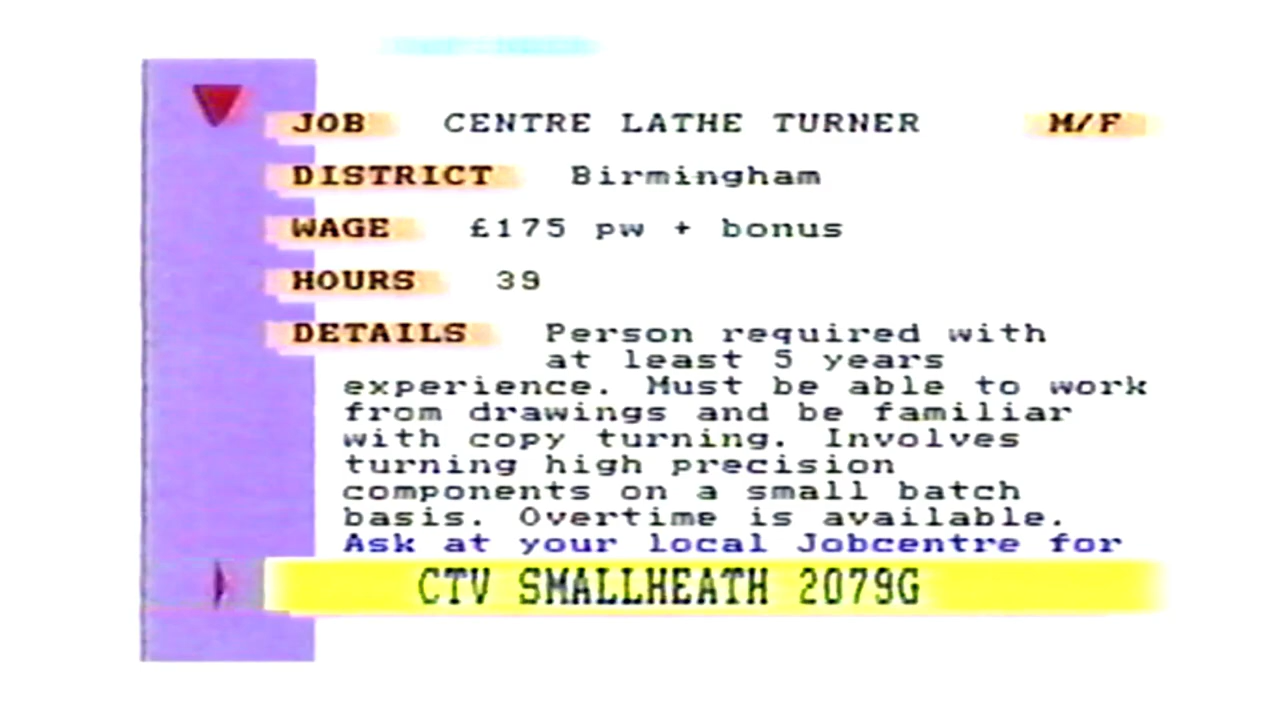 JOB CENTRE LATHE TURNER M/F
DISTRICT Birmingham
WAGE £175 pw + bonus
HOURS 39
DETAILS Person required with
at least 5 years
experience. Must be able to work
from drawings and be familiar
with copy turning. Involves
turning high precision
components on a small batch
basis. Overtime is available.
Ask at your local Jobcentre for
CTV SMALLHEATH 2079G